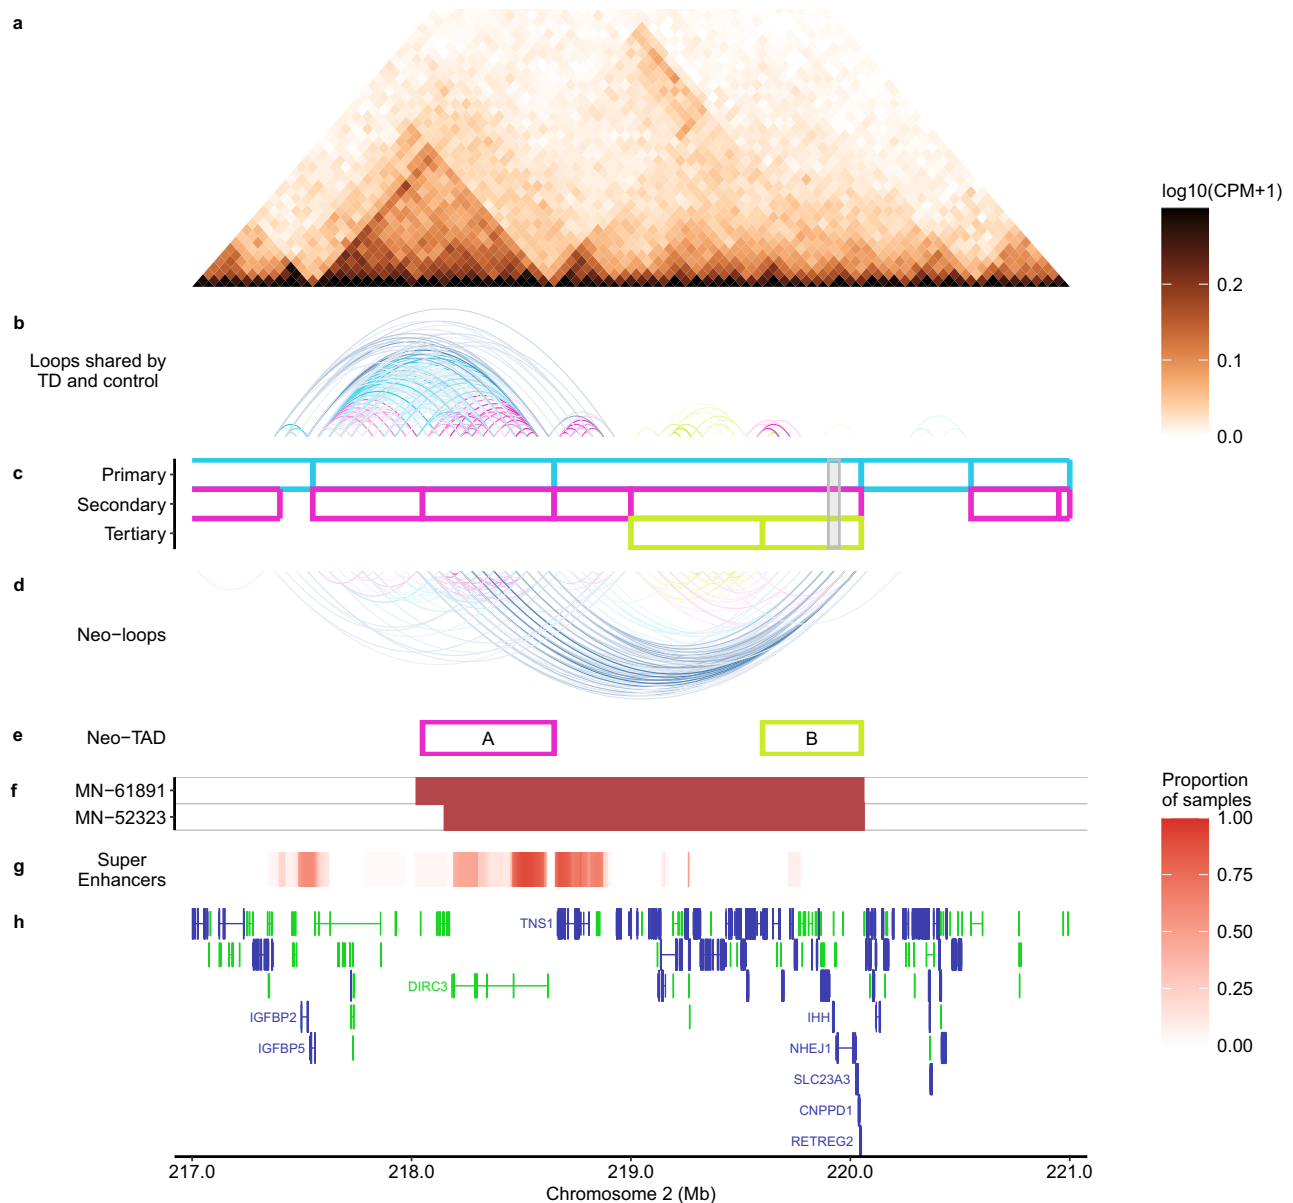 a
log10(CPM+1)
0.2
0.1
0.0
b
Loops shared by
TD and control
c
Primary
Secondary
Tertiary
d
Neo−loops
e
Neo−TAD
A
B
f
MN−61891
MN−52323
Proportion
of samples
1.00
0.75
0.50
0.25
0.00
g
Super
Enhancers
h
TNS1
DIRC3
IGFBP2
IHH
IGFBP5
NHEJ1
SLC23A3
CNPPD1
RETREG2
217.0
218.0
219.0
220.0
221.0
Chromosome 2 (Mb)